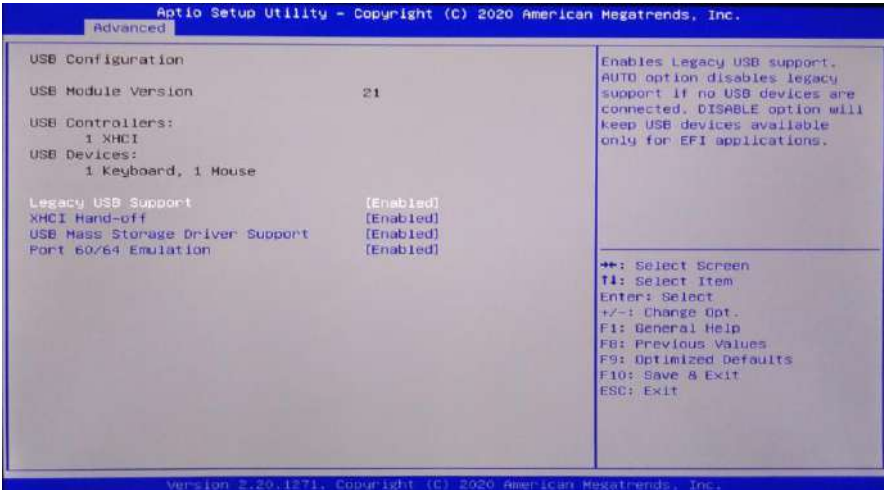 Aptio Setup Utility – Copyright (C) 2020 American Megatrends, Inc.
Advanced
USB Configuration
USB Module Version 21
USB Controllers:
1 XHCI
USB Devices:
1 Keyboard, 1 Mouse
Legacy USB Support [Enabled]
XHCI Hand-off [Enabled]
USB Mass Storage Driver Support [Enabled]
Port 60/64 Emulation [Enabled]
Enables Legacy USB support.
AUTO option disables legacy
support if no USB devices are
connected. DISABLE option will
keep USB devices available
only for EFI applications.
→←: Select Screen
↑↓: Select Item
Enter: Select
+/-: Change Opt.
F1: General Help
F8: Previous Values
F9: Optimized Defaults
F10: Save & Exit
ESC: Exit
Version 2.20.1271. Copyright (C) 2020 American Megatrends, Inc.